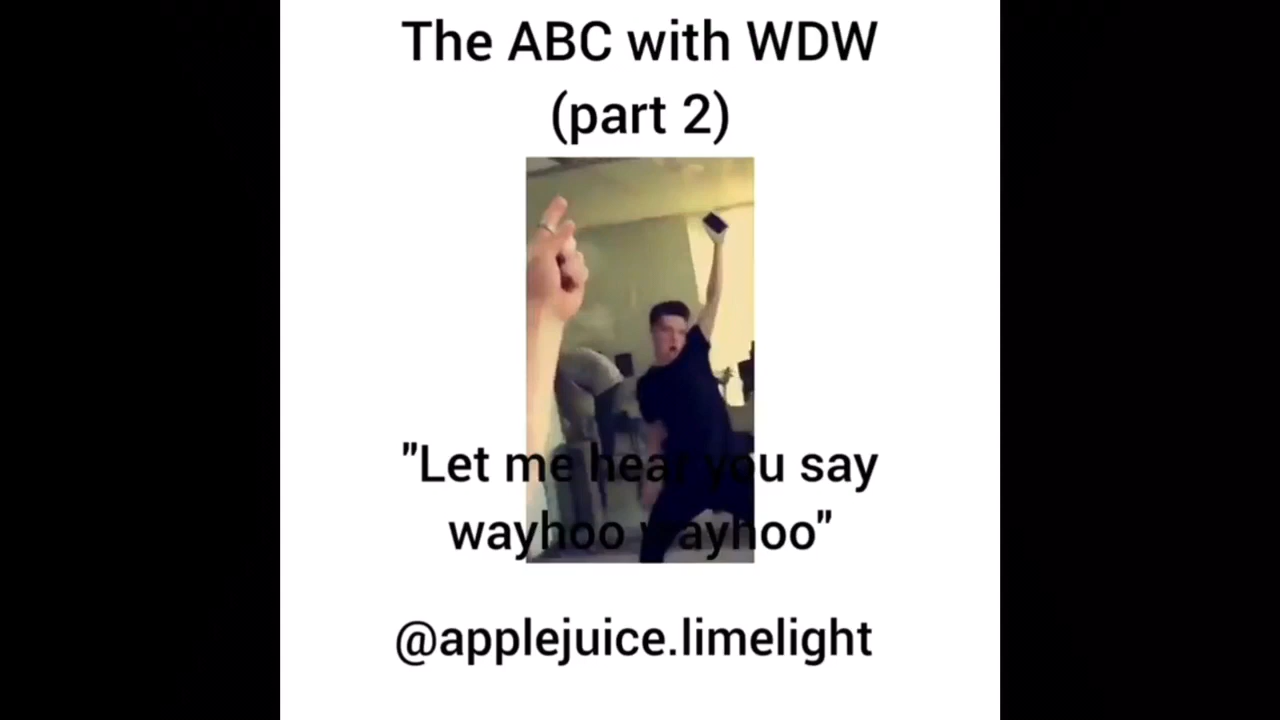 The ABC with WDW
(part 2)
"Let me hear you say
wayhoo wayhoo"
@applejuice.limelight